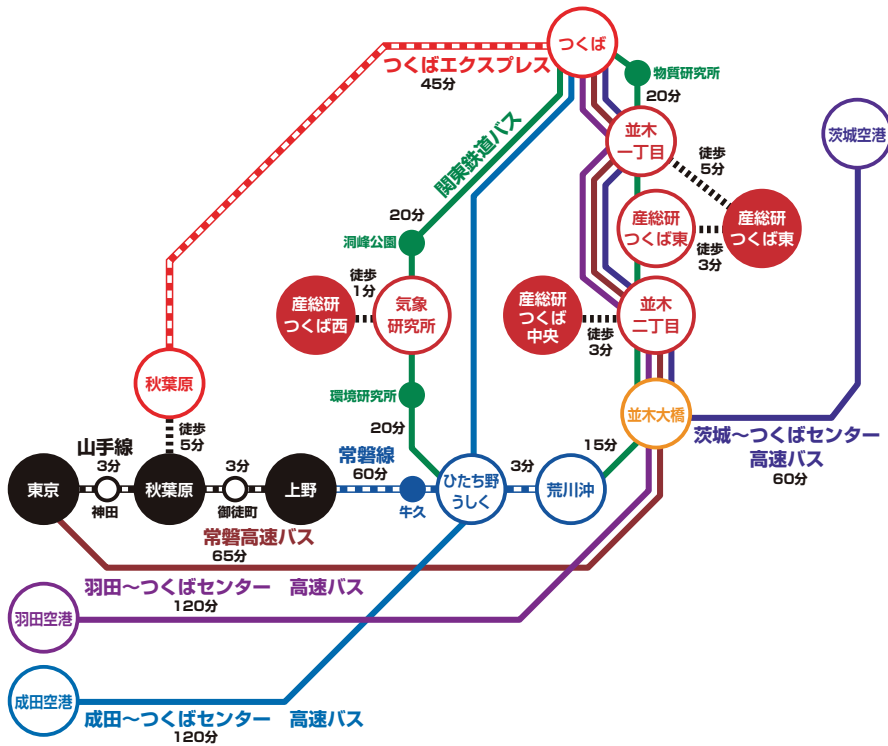 つくば
つくばエクスプレス
45分
物質研究所
20分
並木
一丁目
茨城空港
徒歩
5分
関東鉄道バス
20分
洞峰公園
産総研
つくば東
産総研
つくば東
徒歩
3分
徒歩
1分
産総研
つくば西
気象
研究所
産総研
つくば
中央
並木
二丁目
徒歩
3分
秋葉原
環境研究所
並木大橋
徒歩
5分
20分
茨城〜つくばセンター
高速バス
60分
山手線
3分
3分
常磐線
60分
3分
15分
東京
秋葉原
上野
ひたち野
うしく
荒川沖
神田
御徒町
牛久
常磐高速バス
65分
羽田〜つくばセンター　高速バス
120分
羽田空港
成田空港
成田〜つくばセンター　高速バス
120分